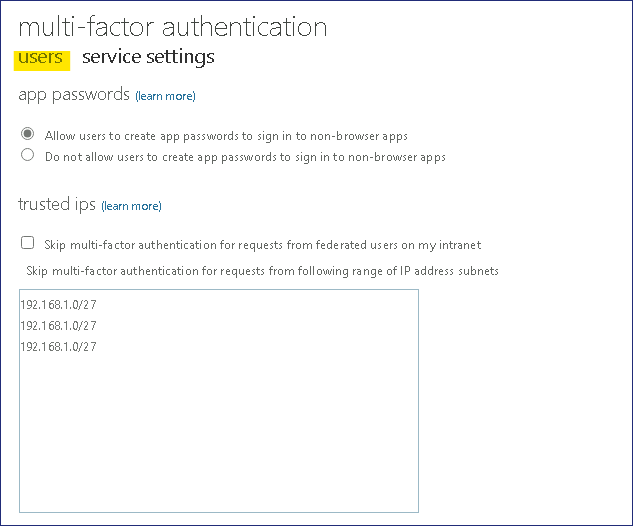 multi-factor authentication
users service settings
app passwords (learn more)
Allow users to create app passwords to sign in to non-browser apps
Do not allow users to create app passwords to sign in to non-browser apps
trusted ips (learn more)
Skip multi-factor authentication for requests from federated users on my intranet
Skip multi-factor authentication for requests from following range of IP address subnets
192.168.1.0/27
192.168.1.0/27
192.168.1.0/27